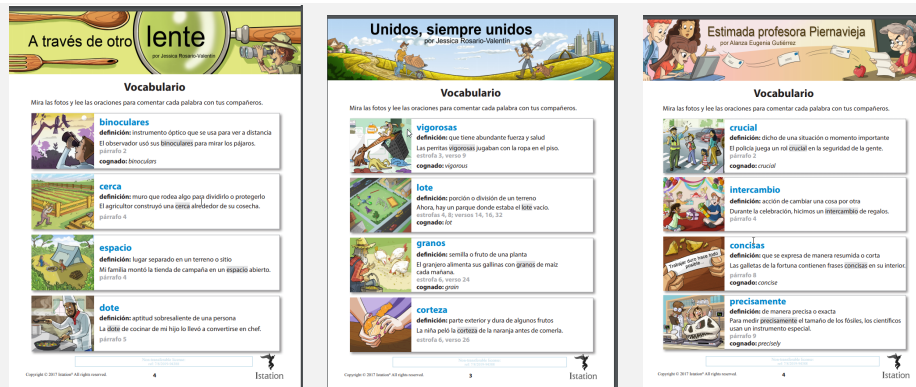 A través de otro lente
por Jessica Rosario-Valentín
Vocabulario
Mira las fotos y lee las oraciones para comentar cada palabra con tus compañeros.
binoculares
definición: instrumento óptico que se usa para ver a distancia
El observador usó sus binoculares para mirar los pájaros.
párrafo 2
cognado: binoculars
cerca
definición: muro que rodea algo para dividirlo o protegerlo
El agricultor construyó una cerca alrededor de su cosecha.
párrafo 4
espacio
definición: lugar separado en un terreno o sitio
Mi familia montó la tienda de campaña en un espacio abierto.
párrafo 4
dote
definición: aptitud sobresaliente de una persona
La dote de cocinar de mi hijo lo llevó a convertirse en chef.
párrafo 5
Copyright © 2017 Istation® All rights reserved.
4
Istation
Unidos, siempre unidos
por Jessica Rosario-Valentín
Vocabulario
Mira las fotos y lee las oraciones para comentar cada palabra con tus compañeros.
vigorosas
definición: que tiene abundante fuerza y salud
Las perritas vigorosas jugaban con la ropa en el piso.
estrofa 3, verso 9
cognado: vigorous
lote
definición: porción o división de un terreno
Ahora, hay un parque donde estaba el lote vacío.
estrofas 4, 8; versos 14, 16, 32
cognado: lot
granos
definición: semilla o fruto de una planta
El granjero alimenta sus gallinas con granos de maíz
cada mañana.
estrofa 6, verso 24
cognado: grain
corteza
definición: parte exterior y dura de algunos frutos
La niña peló la corteza de la naranja antes de comerla.
estrofa 6, verso 26
Copyright © 2017 Istation® All rights reserved.
3
Istation
Estimada profesora Piernavieja
por Alanza Eugenia Gutiérrez
Vocabulario
Mira las fotos y lee las oraciones para comentar cada palabra con tus compañeros.
crucial
definición: dicho de una situación o momento importante
El policía juega un rol crucial en la seguridad de la gente.
párrafo 2
cognado: crucial
intercambio
definición: acción de cambiar una cosa por otra
Durante la celebración, hicimos un intercambio de regalos.
párrafo 4
concisas
definición: que se expresa de manera resumida o corta
Las galletas de la fortuna contienen frases concisas en su interior.
párrafo 8
cognado: concise
Trabajar duro hace todo
posible.
precisamente
definición: de manera precisa o exacta
Para medir precisamente el tamaño de los fósiles, los científicos
usan un instrumento especial.
párrafo 9
cognado: precisely
Copyright © 2017 Istation® All rights reserved.
4
Istation